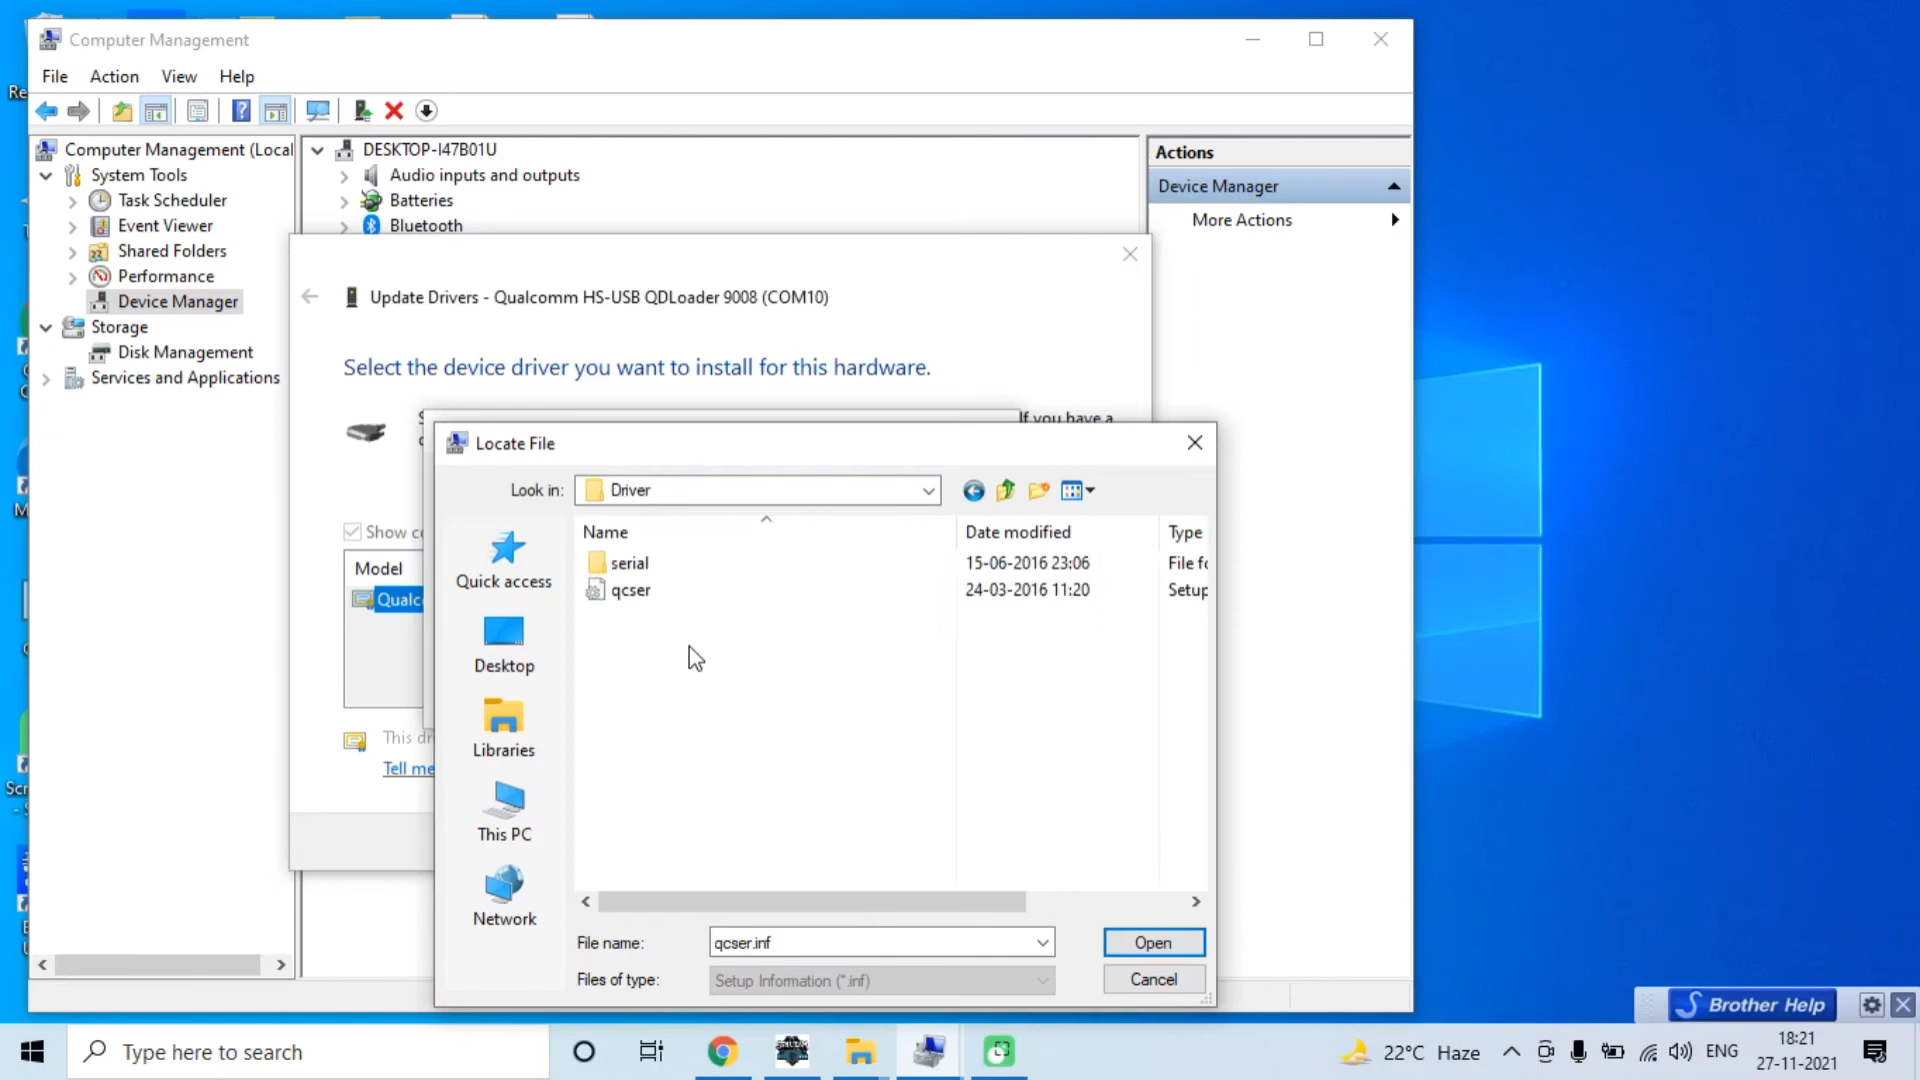 Computer Management
File Action View Help
Computer Management (Local
System Tools
Task Scheduler
Event Viewer
Shared Folders
Performance
Device Manager
Storage
Disk Management
Services and Applications
DESKTOP-I47B01U
Audio inputs and outputs
Batteries
Bluetooth
Actions
Device Manager
More Actions
Update Drivers - Qualcomm HS-USB QDLoader 9008 (COM10)
Select the device driver you want to install for this hardware.
If you have a
Show co
Model
Qualc
This dr
Tell me
Locate File
Look in: Driver
Name Date modified Type
serial 15-06-2016 23:06 File fo
qcser 24-03-2016 11:20 Setup
Quick access
Desktop
Libraries
This PC
Network
File name: qcser.inf Open
Files of type: Setup Information (*.inf) Cancel
Re
Scr
- S
Brother Help
Type here to search
22°C Haze
ENG
18:21
27-11-2021